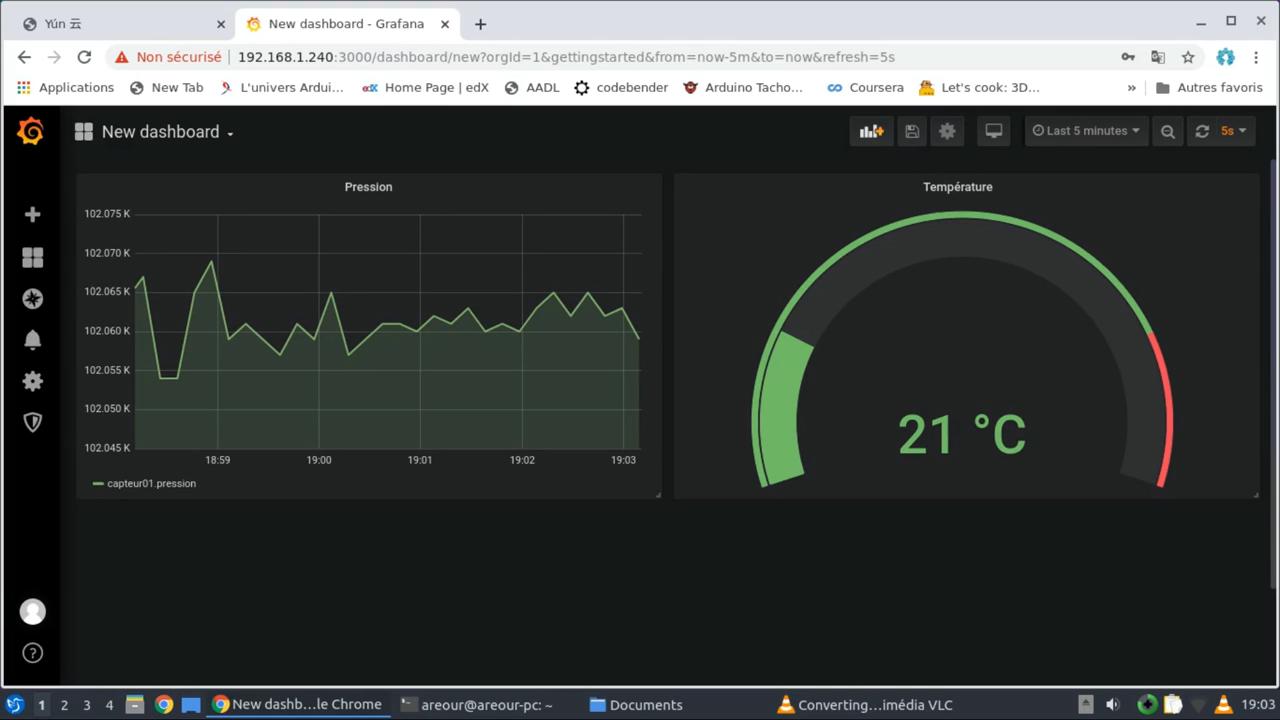 Yún 云
New dashboard - Grafana
Non sécurisé 192.168.1.240:3000/dashboard/new?orgId=1&gettingstarted&from=now-5m&to=now&refresh=5s
Applications New Tab L'univers Ardui... Home Page | edX AADL codebender Arduino Tacho... Coursera Let's cook: 3D... » Autres favoris
New dashboard
Last 5 minutes
5s
Pression
102.075 K
102.070 K
102.065 K
102.060 K
102.055 K
102.050 K
102.045 K
18:59 19:00 19:01 19:02 19:03
capteur01.pression
Température
21 °C
1 2 3 4 New dashb...le Chrome areour@areour-pc: ~ Documents Converting...imédia VLC 19:03